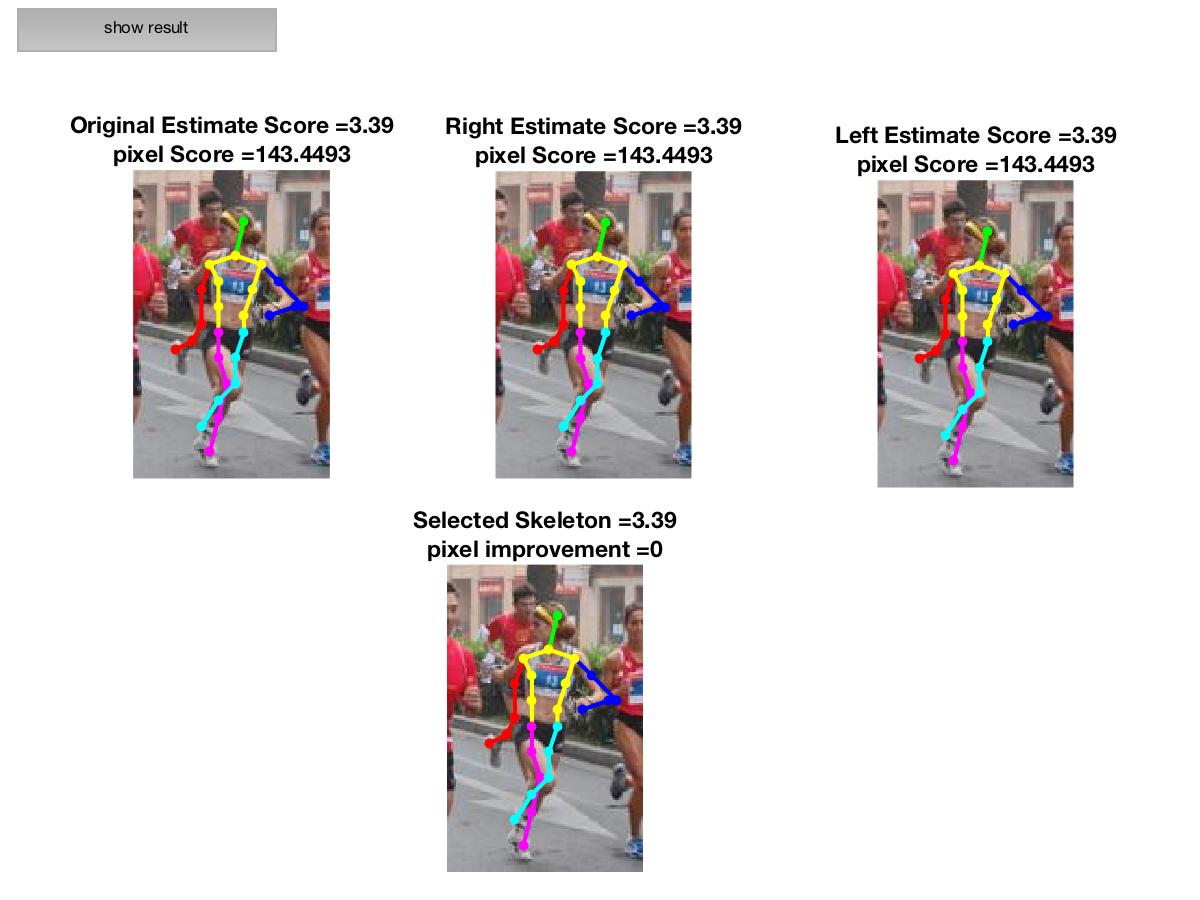 show result
Original Estimate Score =3.39
pixel Score =143.4493
Right Estimate Score =3.39
pixel Score =143.4493
Left Estimate Score =3.39
pixel Score =143.4493
Selected Skeleton =3.39
pixel improvement =0